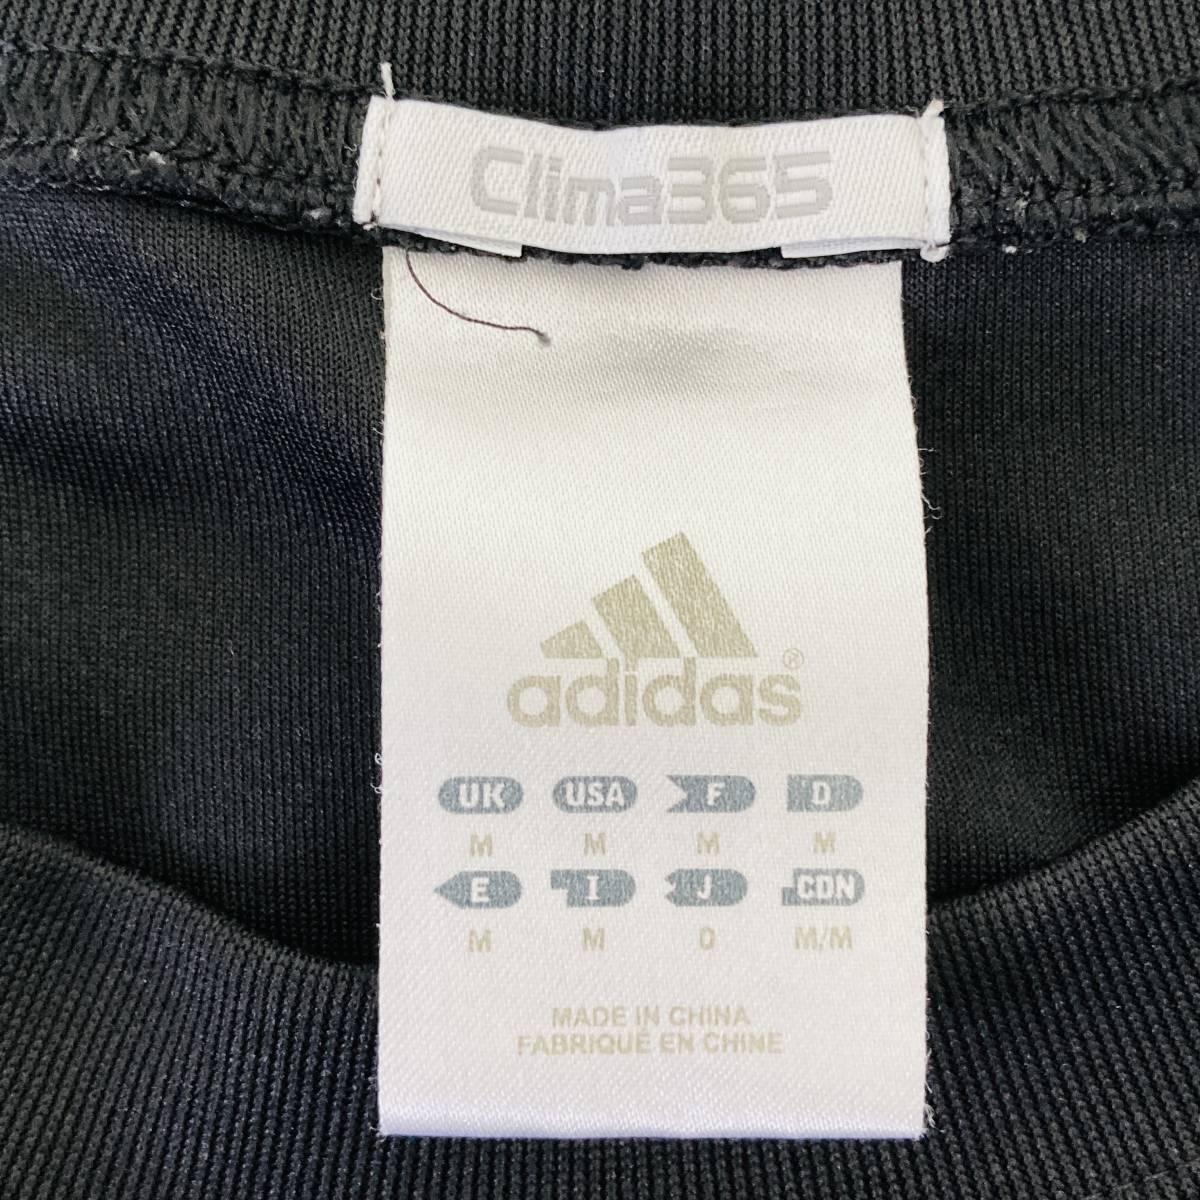 Clima365
adidas®
UK USA F D
M M M M
E I J CDN
M M O M/M
MADE IN CHINA
FABRIQUÉ EN CHINE